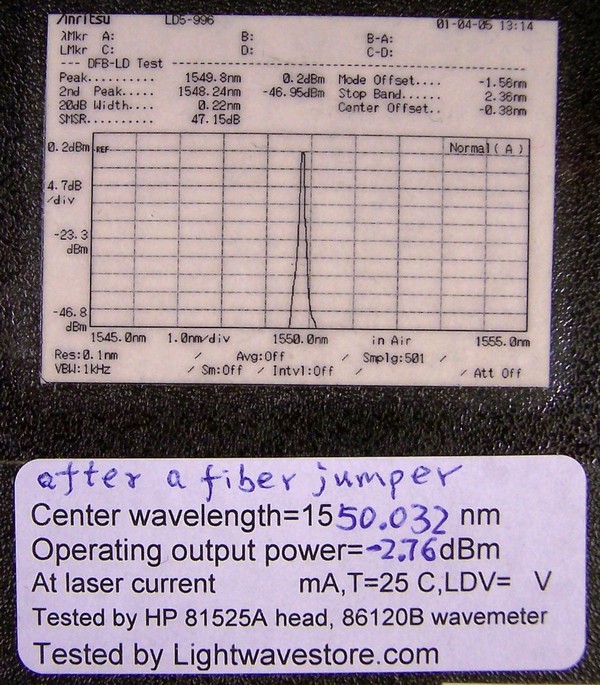 Anritsu LD5-996 01-04-05 13:14
λMkr A: B: B-A:
LMkr C: D: C-D:
--- DFB-LD Test ---
Peak.......... 1549.8nm 0.2dBm Mode Offset.... -1.56nm
2nd Peak..... 1548.24nm -46.95dBm Stop Band...... 2.36nm
20dB Width.... 0.22nm Center Offset.. -0.38nm
SMSR.......... 47.15dB
0.2dBm REF Normal(A)
4.7dB
/div
-23.3
dBm
-46.8
dBm
1545.0nm 1.0nm/div 1550.0nm in Air 1555.0nm
Res:0.1nm / Avg:Off / Smplg:501 /
VBW:1kHz / Sm:Off / Intvl:Off / / Att Off
after a fiber jumper
Center wavelength=1550.032 nm
Operating output power=-2.76dBm
At laser current mA,T=25 C,LDV= V
Tested by HP 81525A head, 86120B wavemeter
Tested by Lightwavestore.com